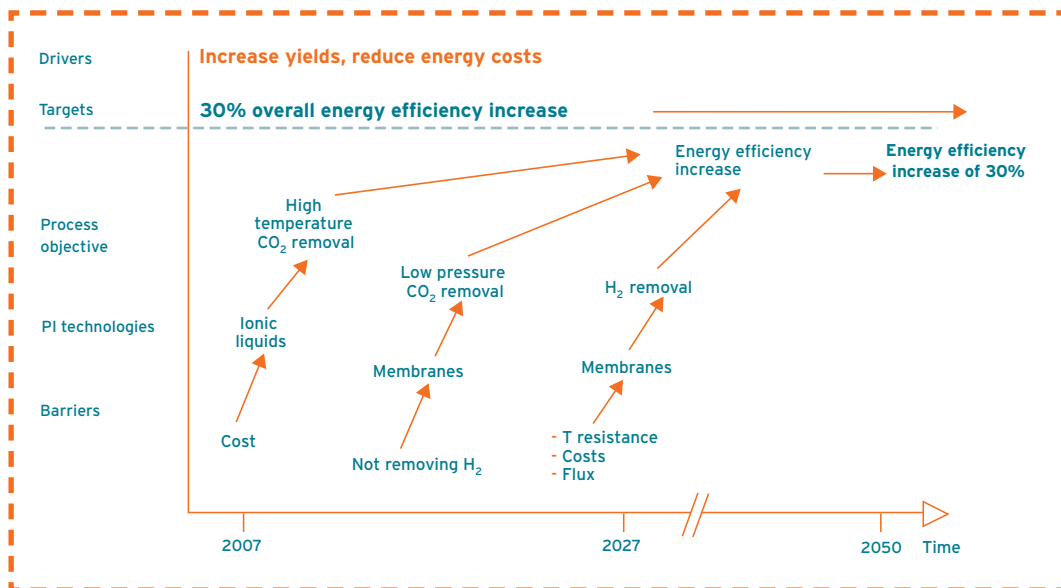 Drivers
Increase yields, reduce energy costs
Targets
30% overall energy efficiency increase
Energy efficiency
increase
Energy efficiency
increase of 30%
Process
objective
High
temperature
CO₂ removal
Low pressure
CO₂ removal
H₂ removal
PI technologies
Ionic
liquids
Membranes
Membranes
Barriers
Cost
Not removing H₂
- T resistance
- Costs
- Flux
2007
2027
2050
Time